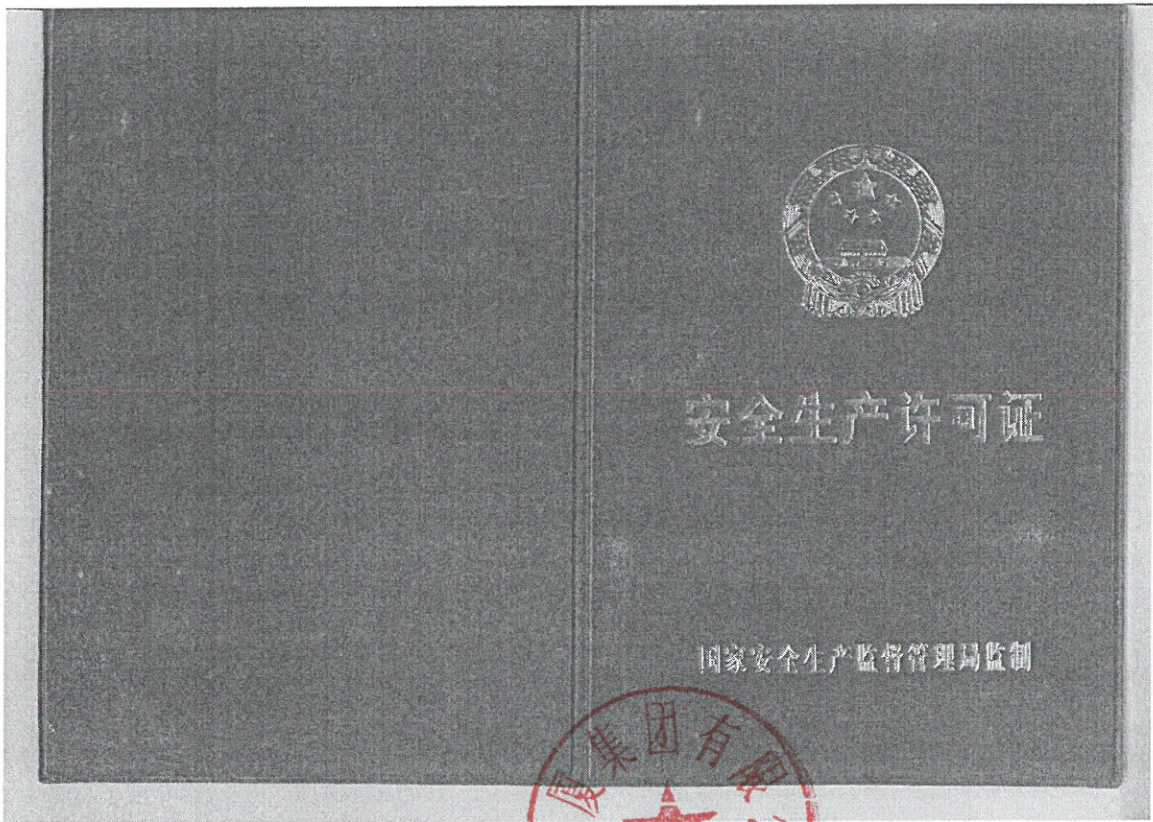 安全生产许可证
国家安全生产监督管理局监制
厦集团有限